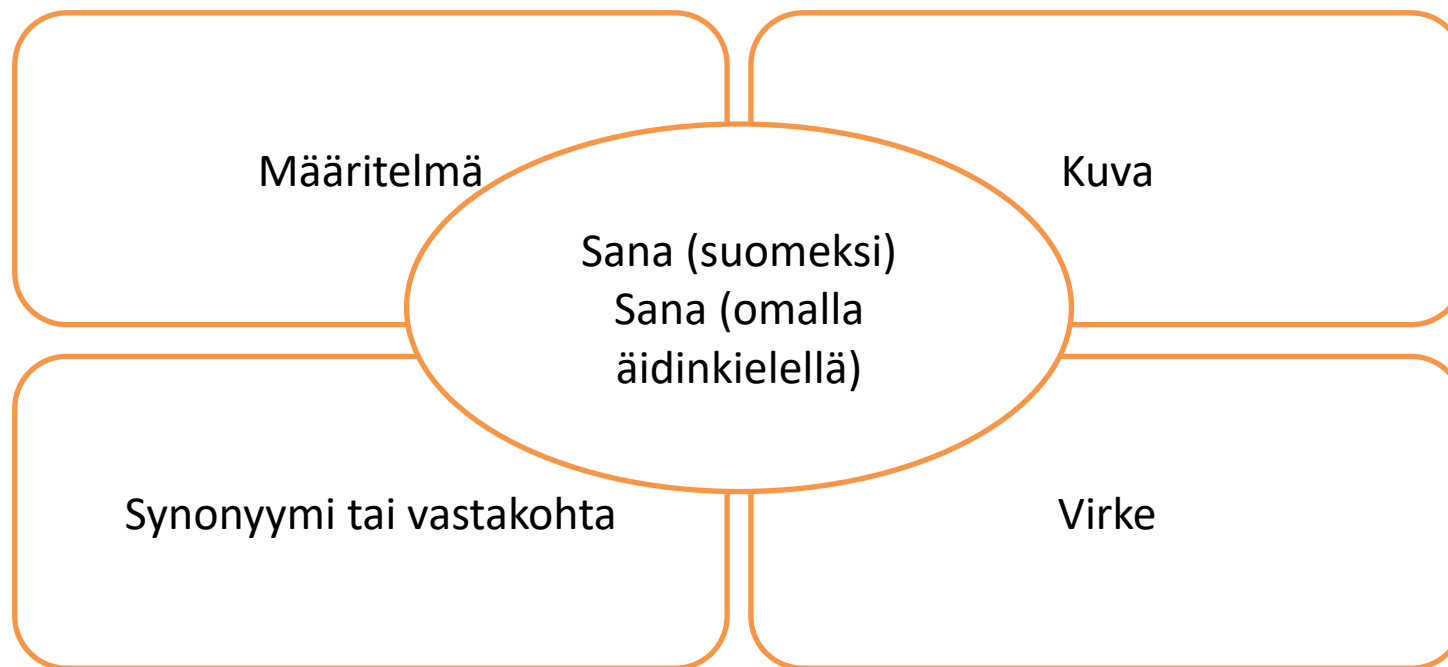 Määritelmä
Kuva
Sana (suomeksi)
Sana (omalla
äidinkielellä)
Synonyymi tai vastakohta
Virke